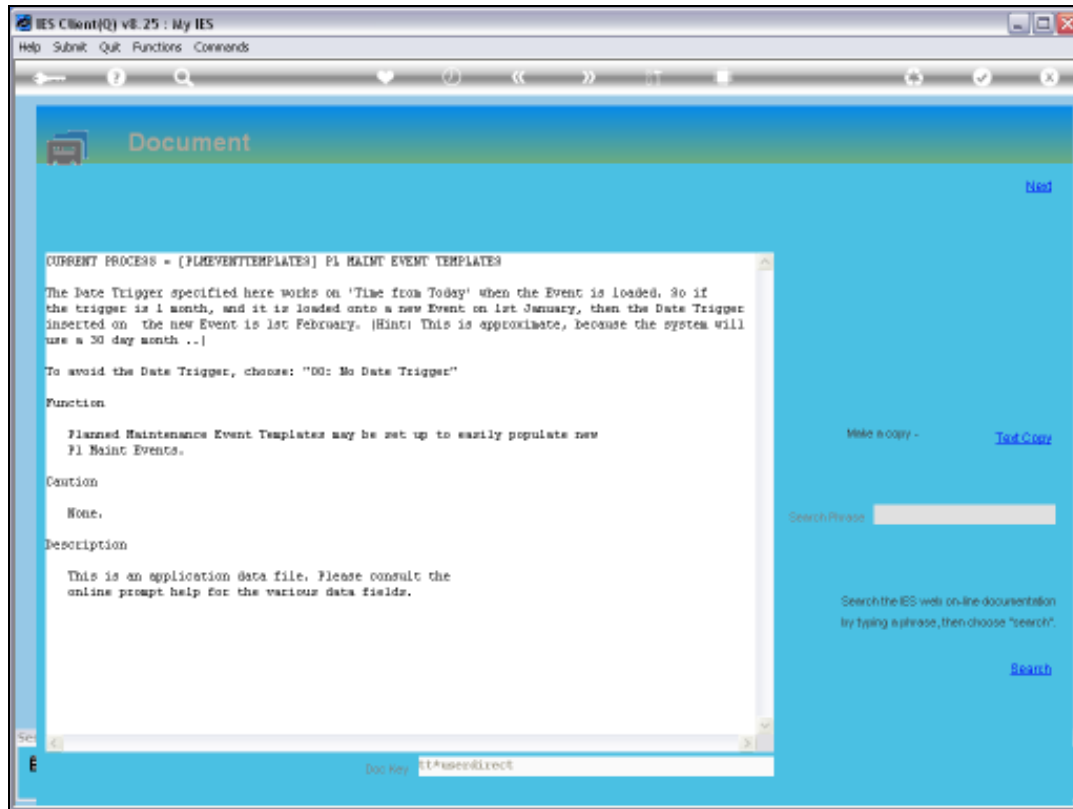 IES Client(Q) v8.25 : My IES
Help Submit Quit Functions Commands
Document
Next
CURRENT PROCESS = [PLMEVENTTEMPLATES] Pl MAINT EVENT TEMPLATES
The Date Trigger specified here works on 'Time from Today' when the Event is loaded. So if
the trigger is 1 month, and it is loaded onto a new Event on 1st January, then the Date Trigger
inserted on the new Event is 1st February. (Hint: This is approximate, because the system will
use a 30 day month ..)
To avoid the Date Trigger, choose: "00: No Date Trigger"
Function
Planned Maintenance Event Templates may be set up to easily populate new
Pl Maint Events.
Caution
None.
Description
This is an application data file. Please consult the
online prompt help for the various data fields.
Make a copy -
Text Copy
Search Phrase
Search the IES web on-line documentation
by typing a phrase, then choose "search".
Search
Doc Key
tt*userdirect